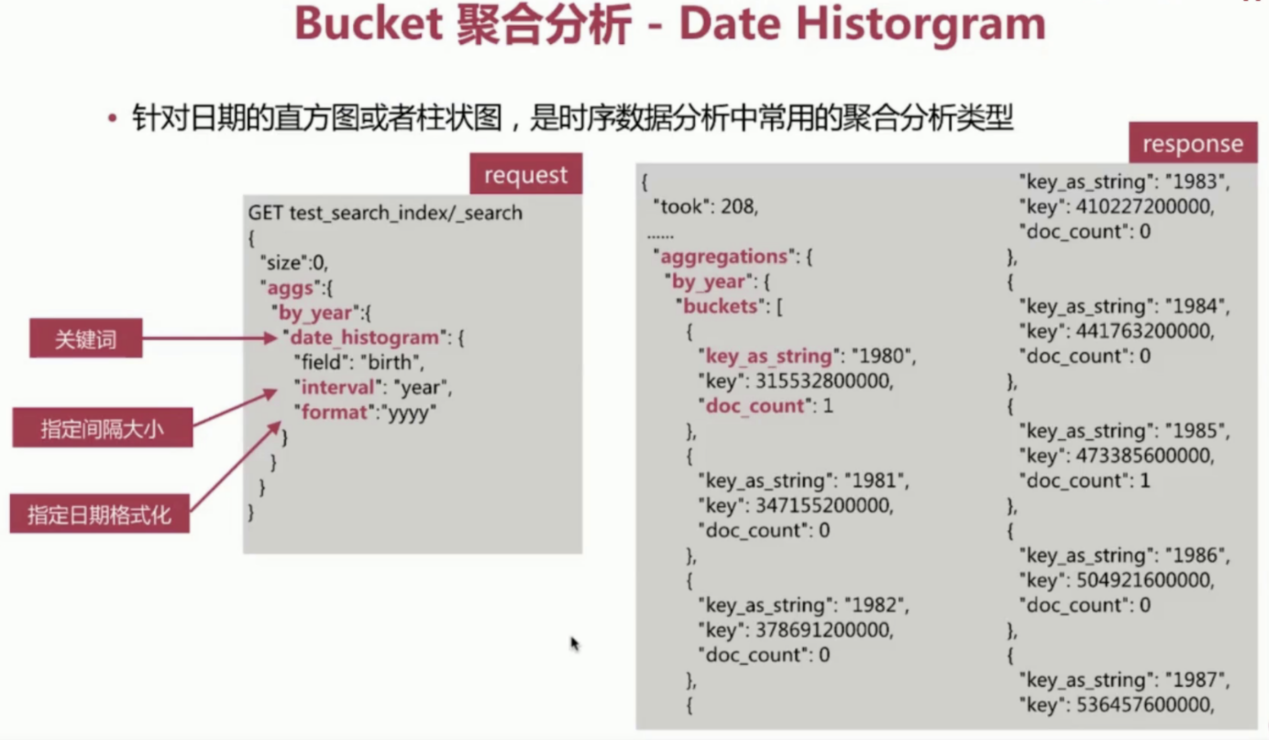 Bucket 聚合分析 - Date Historgram
• 针对日期的直方图或者柱状图，是时序数据分析中常用的聚合分析类型
request
GET test_search_index/_search
{
"size":0,
"aggs":{
"by_year":{
"date_histogram": {
"field": "birth",
"interval": "year",
"format":"yyyy"
}
}
}
}
关键词
指定间隔大小
指定日期格式化
response
{
"took": 208,
......
"aggregations": {
"by_year": {
"buckets": [
{
"key_as_string": "1980",
"key": 315532800000,
"doc_count": 1
},
{
"key_as_string": "1981",
"key": 347155200000,
"doc_count": 0
},
{
"key_as_string": "1982",
"key": 378691200000,
"doc_count": 0
},
{
"key_as_string": "1983",
"key": 410227200000,
"doc_count": 0
},
{
"key_as_string": "1984",
"key": 441763200000,
"doc_count": 0
},
{
"key_as_string": "1985",
"key": 473385600000,
"doc_count": 1
},
{
"key_as_string": "1986",
"key": 504921600000,
"doc_count": 0
},
{
"key_as_string": "1987",
"key": 536457600000,